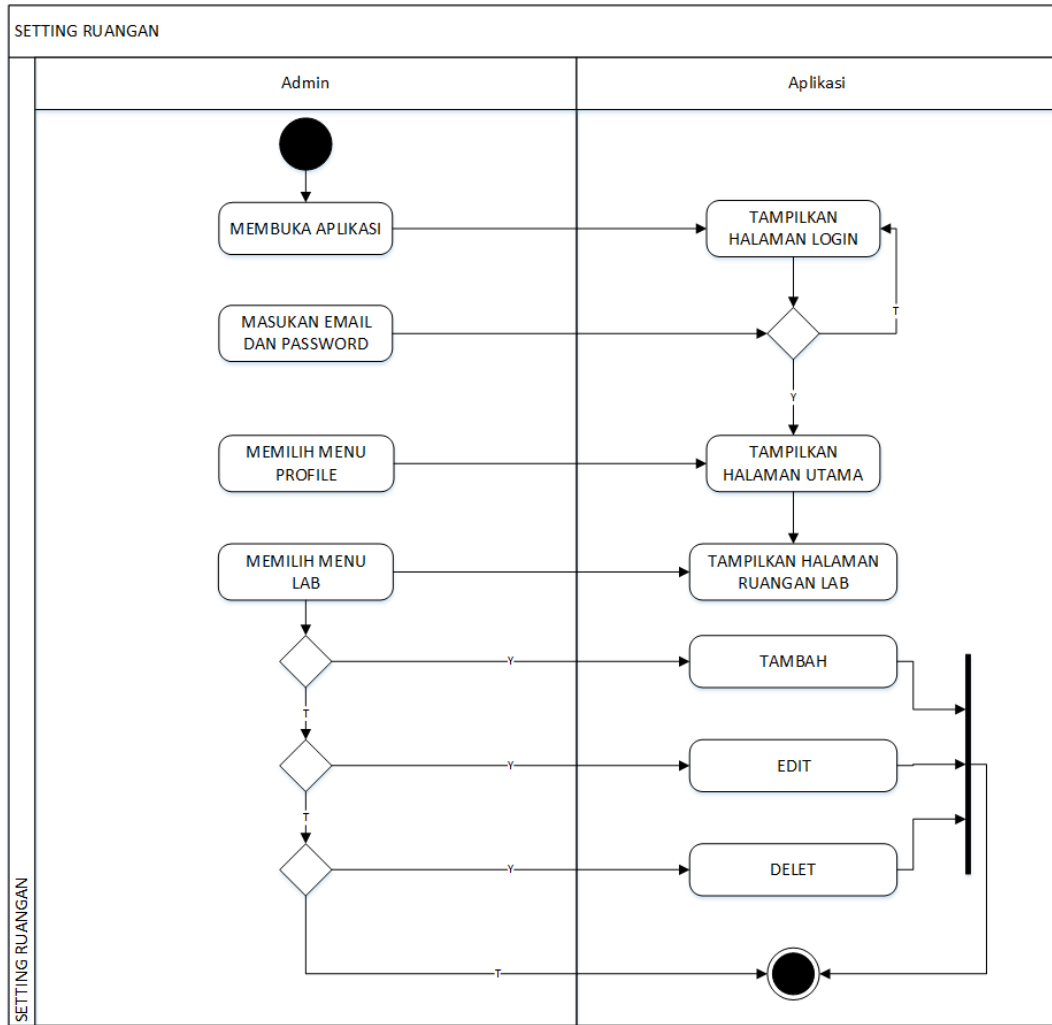 SETTING RUANGAN
Admin
Aplikasi
MEMBUKA APLIKASI
TAMPILKAN
HALAMAN LOGIN
MASUKAN EMAIL
DAN PASSWORD
T
Y
MEMILIH MENU
PROFILE
TAMPILKAN
HALAMAN UTAMA
MEMILIH MENU
LAB
TAMPILKAN HALAMAN
RUANGAN LAB
Y
TAMBAH
T
Y
EDIT
T
Y
DELET
T
SETTING RUANGAN